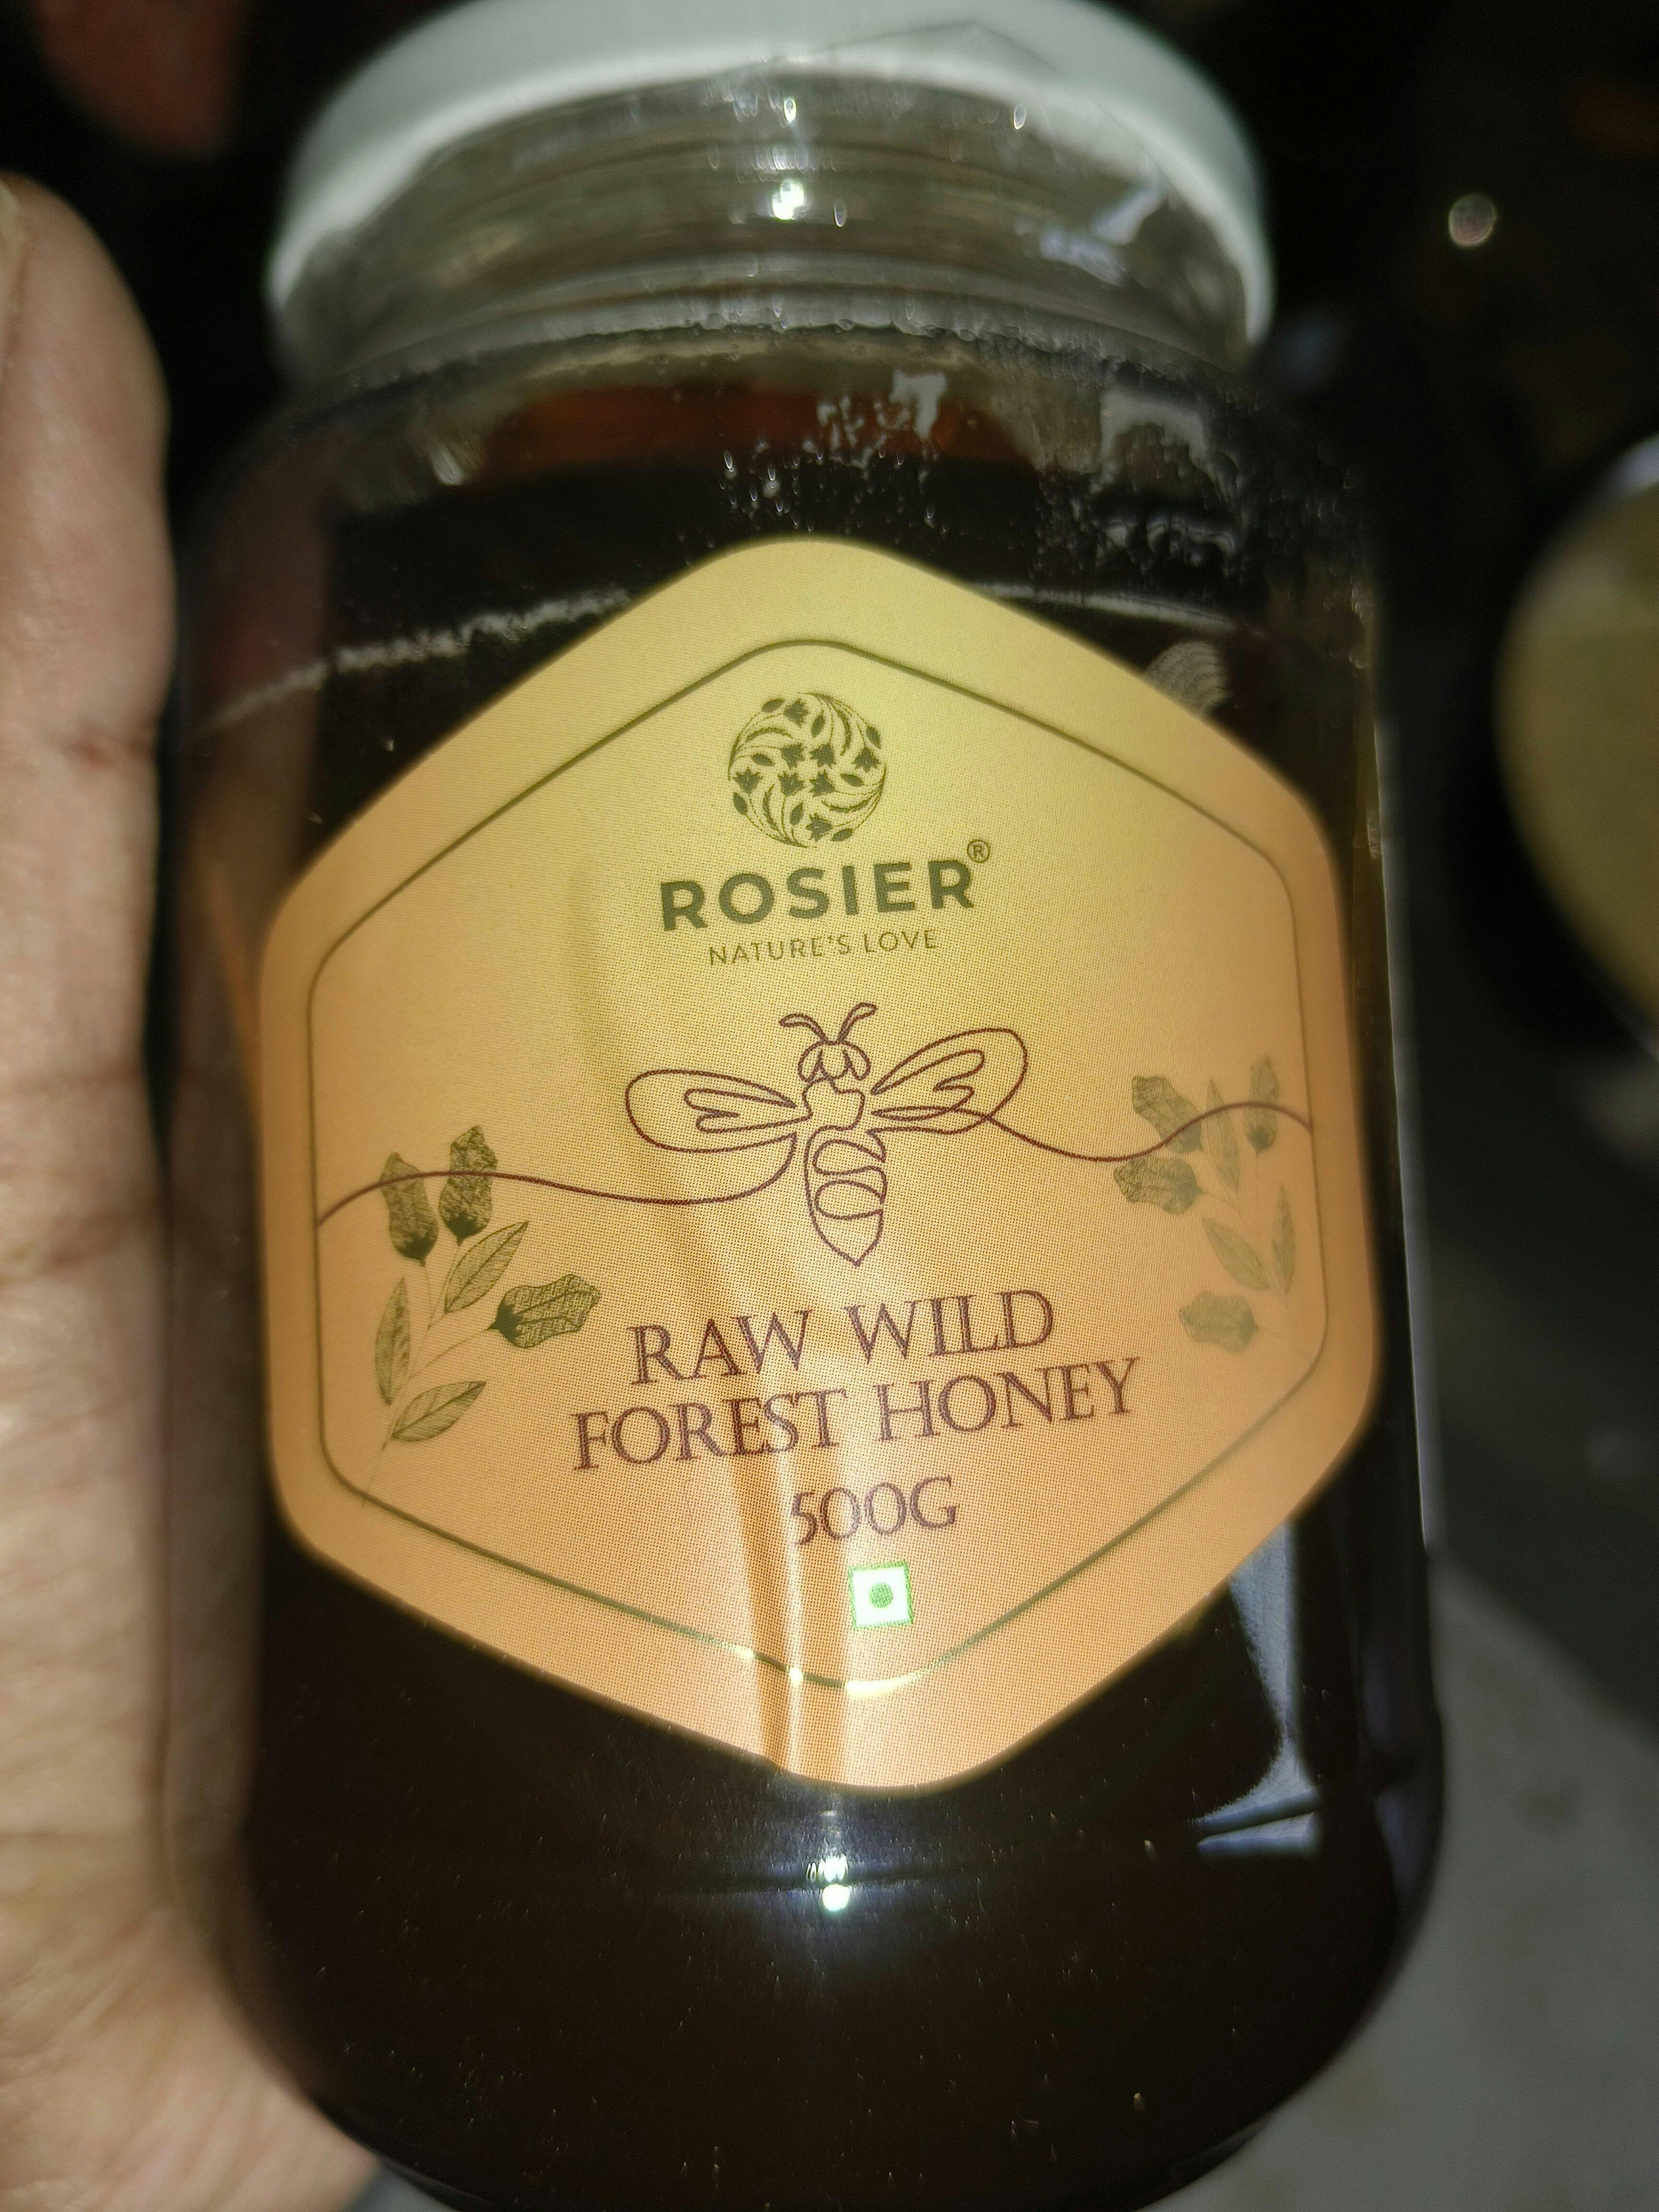 ROSIER®
NATURE'S LOVE
RAW WILD
FOREST HONEY
500G